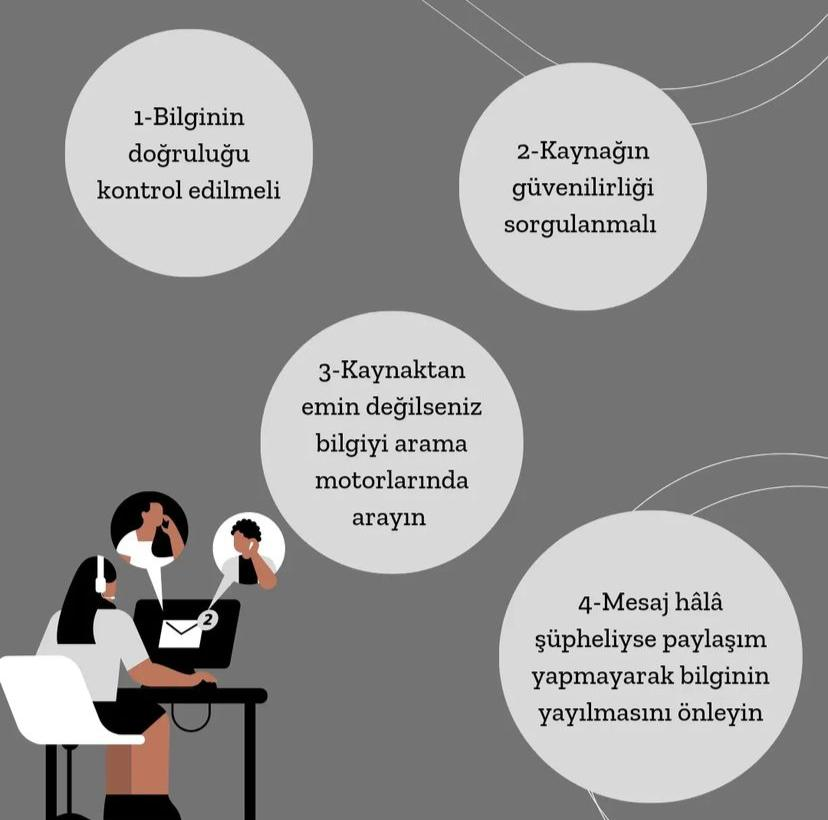 1-Bilginin
doğruluğu
kontrol edilmeli
2-Kaynağın
güvenilirliği
sorgulanmalı
3-Kaynaktan
emin değilseniz
bilgiyi arama
motorlarında
arayın
2
4-Mesaj hâlâ
şüpheliyse paylaşım
yapmayarak bilginin
yayılmasını önleyin